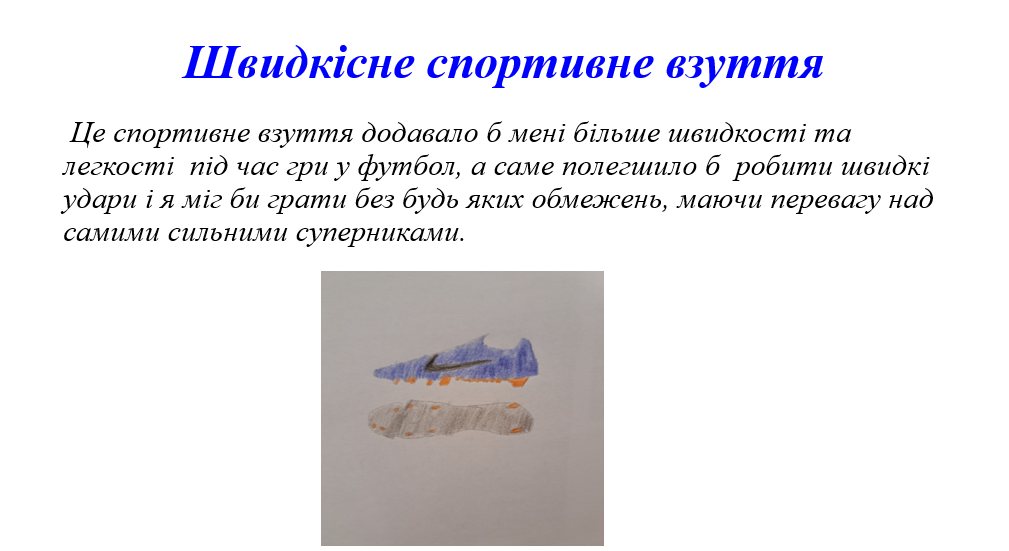 Швидкісне спортивне взуття
Це спортивне взуття додавало б мені більше швидкості та
легкості під час гри у футбол, а саме полегшило б робити швидкі
удари і я міг би грати без будь яких обмежень, маючи перевагу над
самими сильними суперниками.